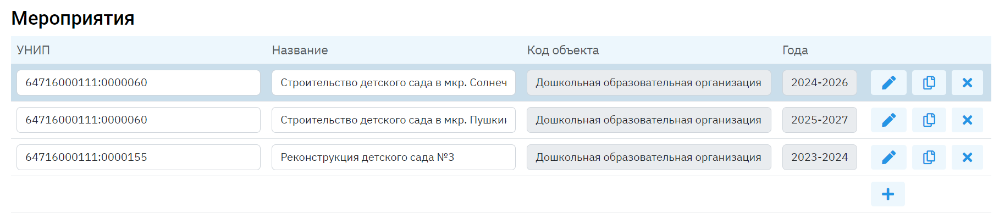 Мероприятия
УНИП Название Код объекта Года
64716000111:0000060 Строительство детского сада в мкр. Солнеч Дошкольная образовательная организация 2024-2026
64716000111:0000060 Строительство детского сада в мкр. Пушкин Дошкольная образовательная организация 2025-2027
64716000111:0000155 Реконструкция детского сада №3 Дошкольная образовательная организация 2023-2024